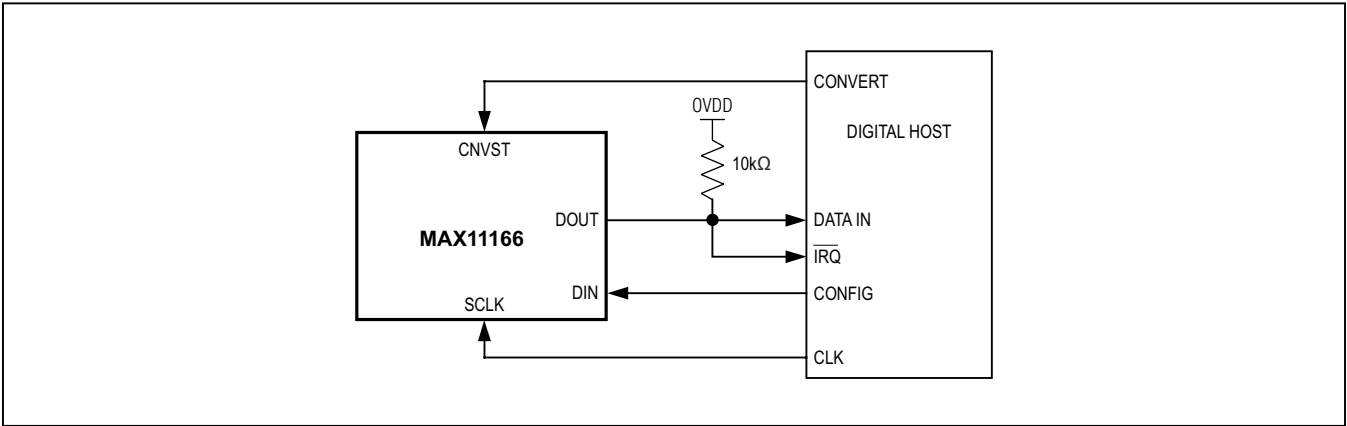 CONVERT
OVDD
DIGITAL HOST
CNVST
10kΩ
DOUT
DATA IN
MAX11166
IRQ
DIN
CONFIG
SCLK
CLK